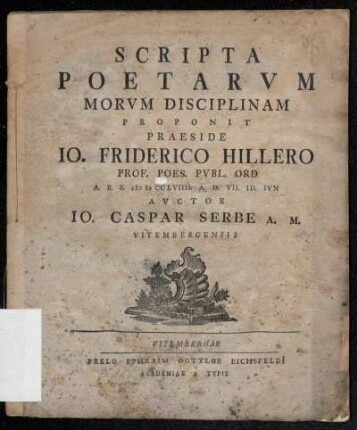 SCRIPTA
POETARVM
MORVM DISCIPLINAM
PROPONIT
PRAESIDE
IO. FRIDERICO HILLERO
PROF. POES. PVBL. ORD
A. R. S. cIɔ Iɔ CCLVIIII. A. D. VII. ID. IVN
AVCTOR
IO. CASPAR SERBE A. M.
VITEMBERGENSIS
VITEMBERGAE
PRELO EPHRAIM GOTTLOB EICHSFELDI
ACADEMIAE A TYPIS